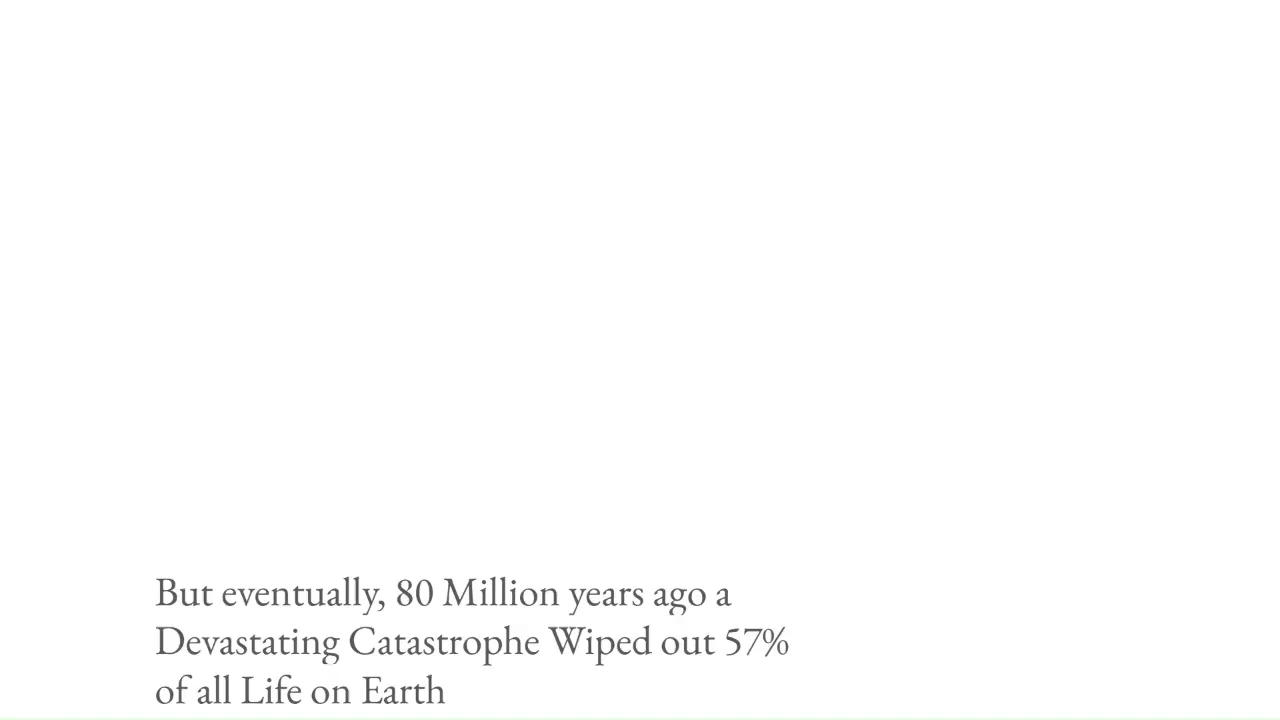 But eventually, 80 Million years ago a
Devastating Catastrophe Wiped out 57%
of all Life on Earth